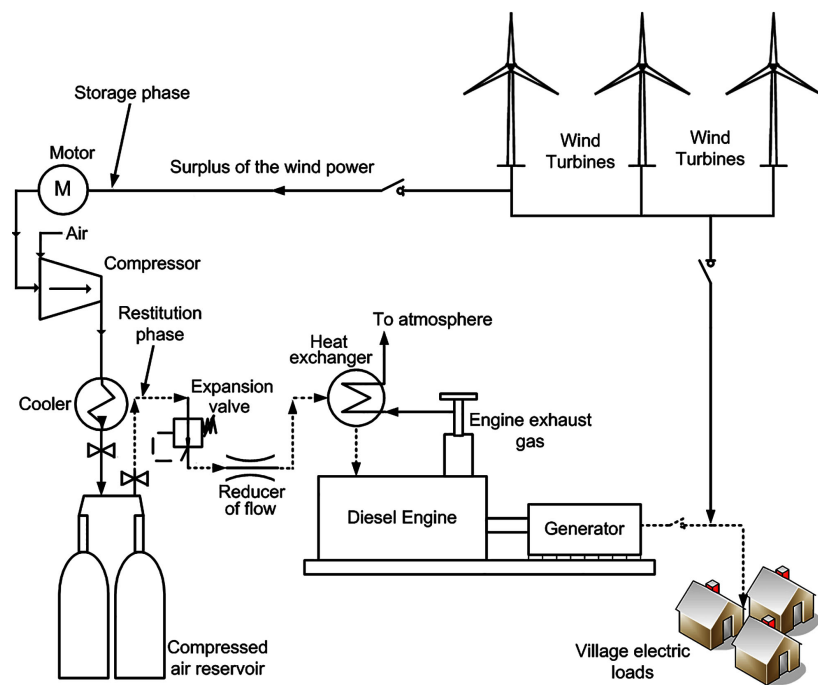 Storage phase
Wind
Turbines
Wind
Turbines
Motor
M
Surplus of the wind power
Air
Compressor
Restitution
phase
To atmosphere
Heat
exchanger
Cooler
Expansion
valve
Engine exhaust
gas
Reducer
of flow
Diesel Engine
Generator
Compressed
air reservoir
Village electric
loads